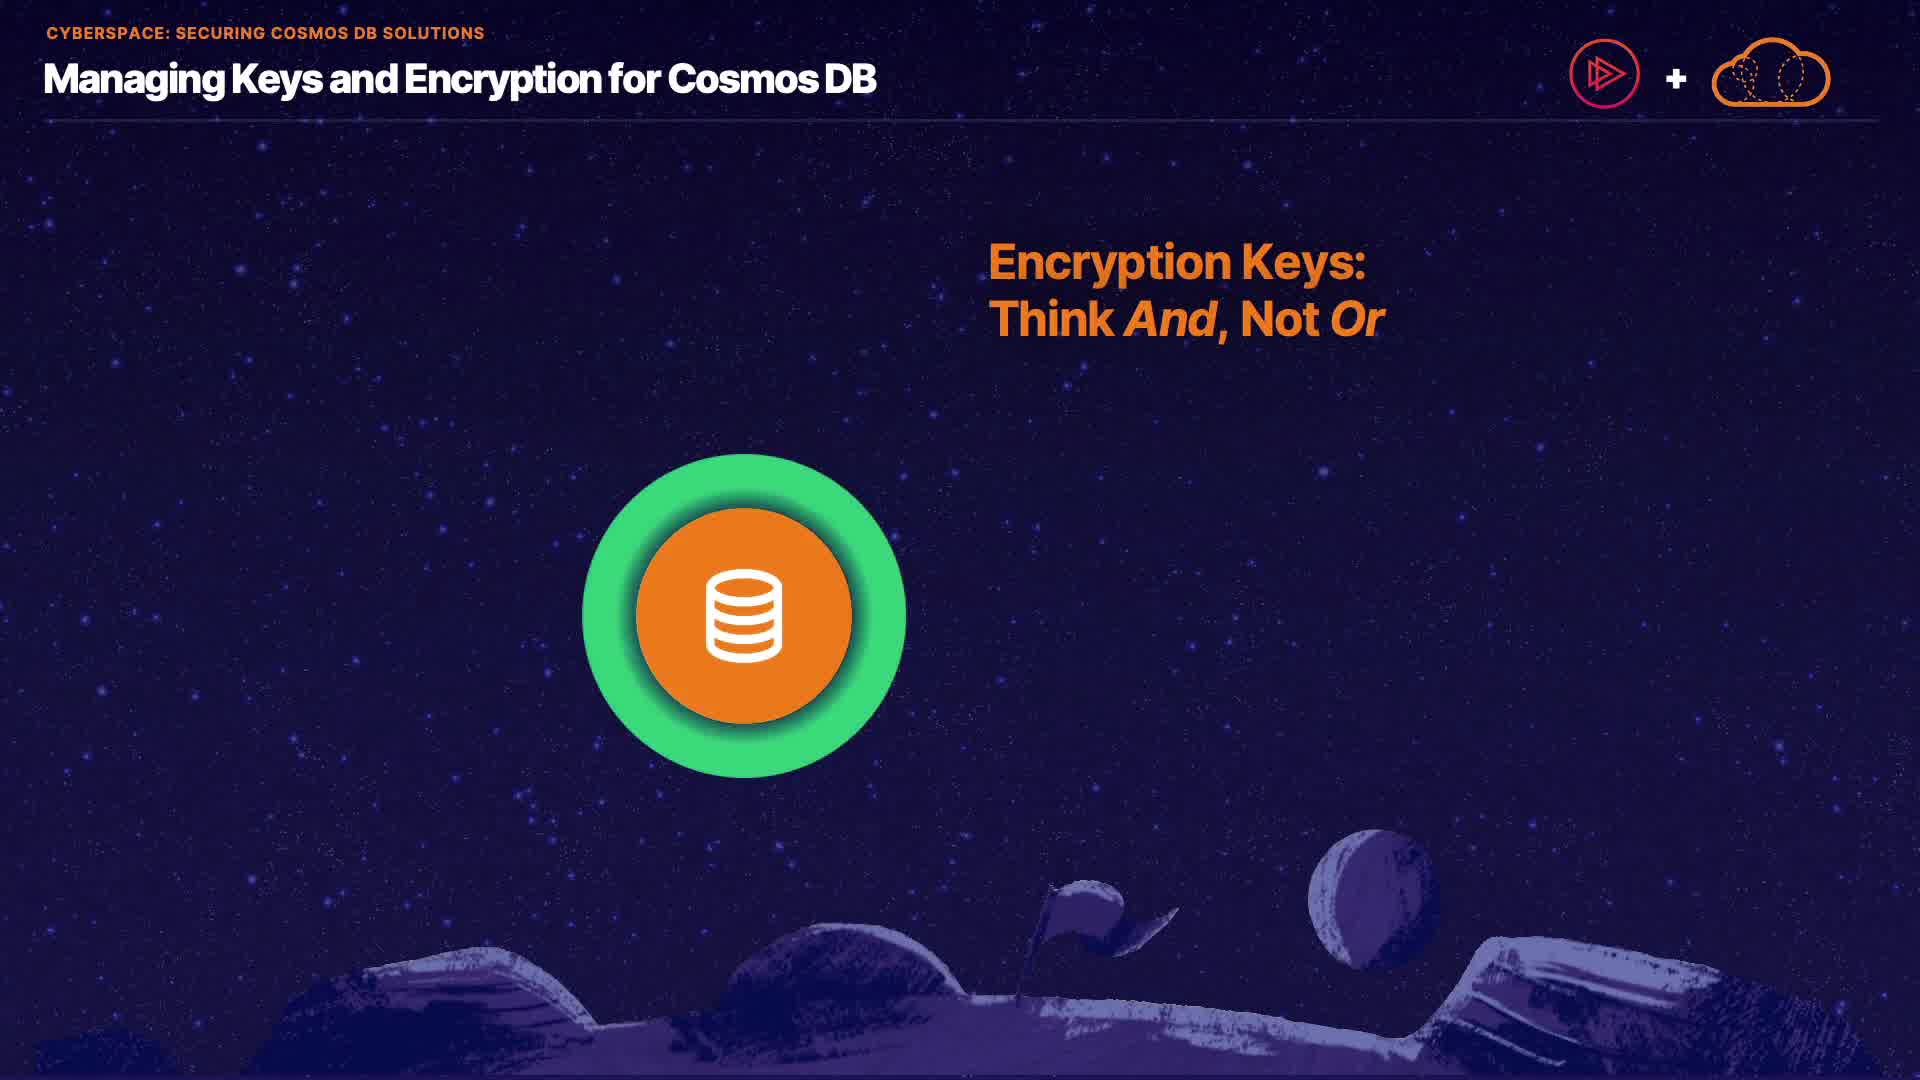 CYBERSPACE: SECURING COSMOS DB SOLUTIONS
Managing Keys and Encryption for Cosmos DB
+
Encryption Keys:
Think And, Not Or